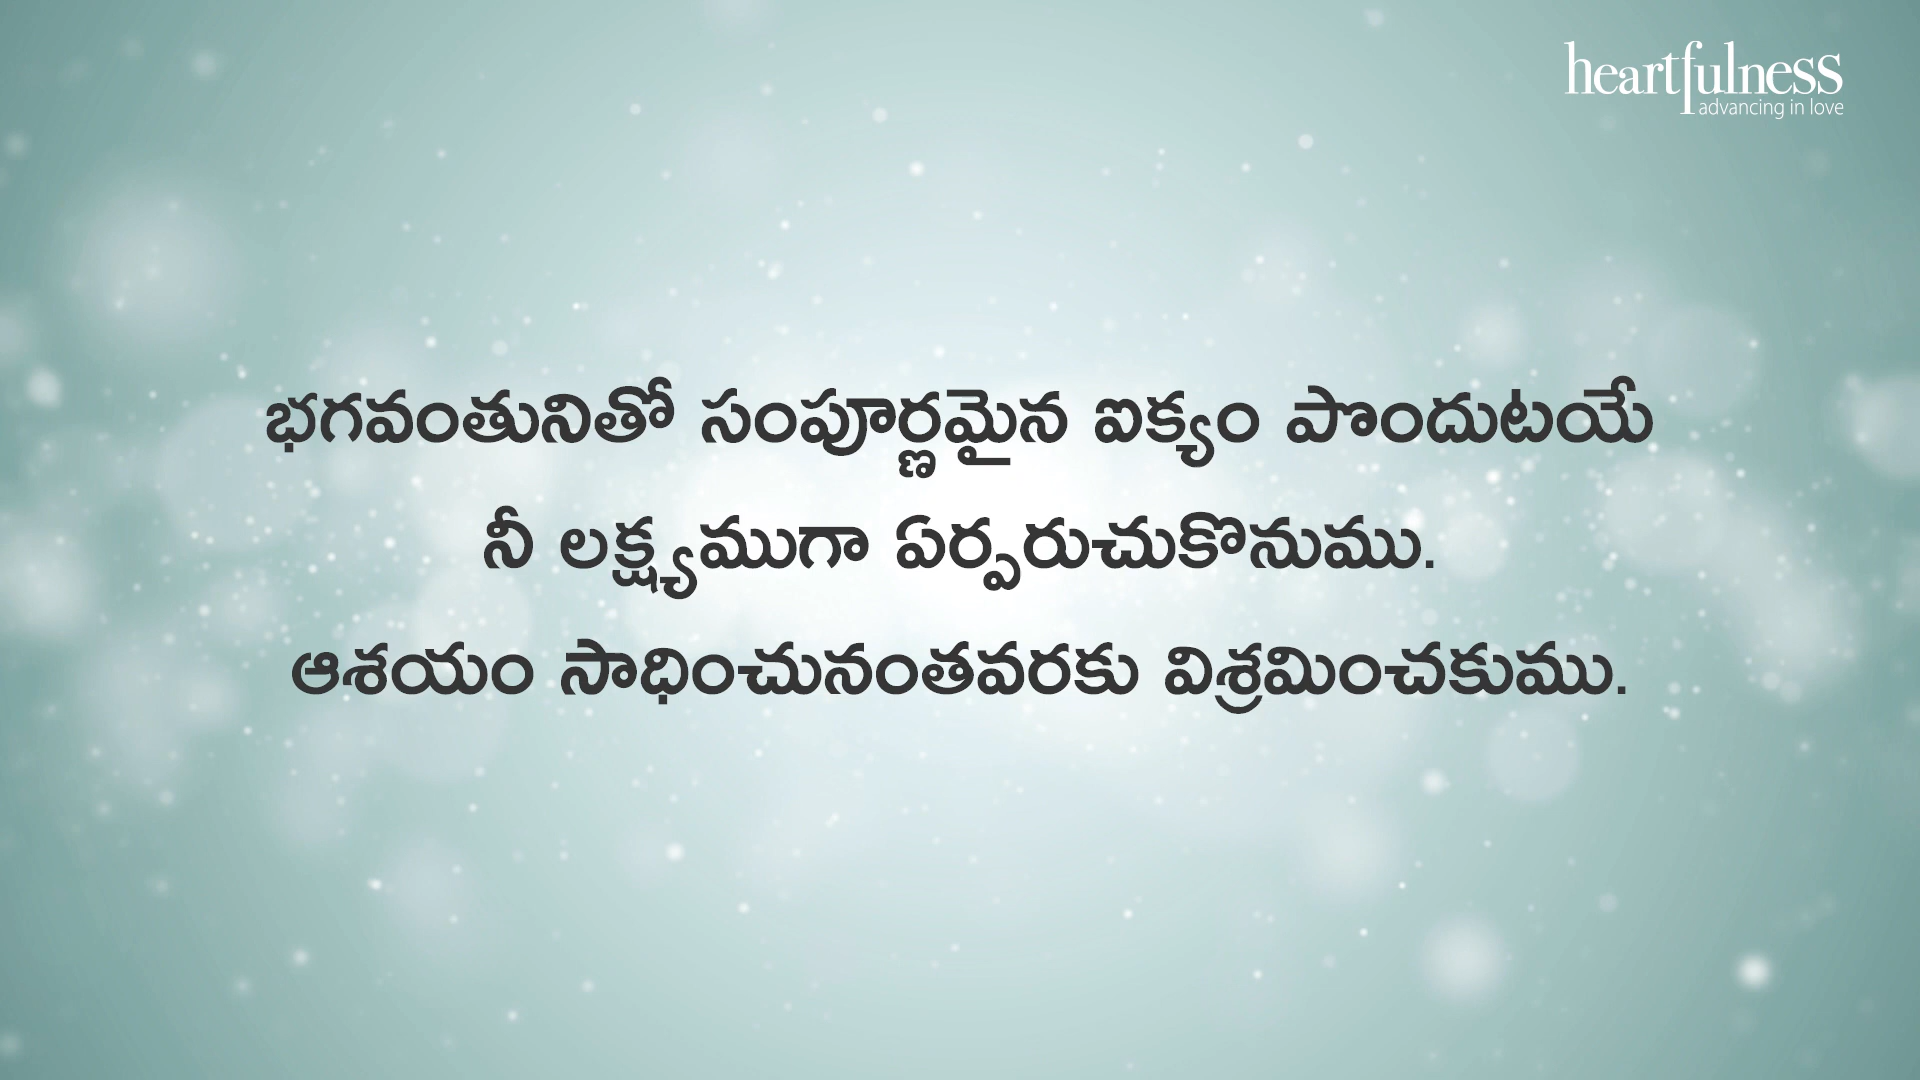 heartfulness
advancing in love
భగవంతునితో సంపూర్ణమైన ఐక్యం పొందుటయే
నీ లక్ష్యముగా ఏర్పరుచుకొనుము.
ఆశయం సాధించునంతవరకు విశ్రమించకుము.